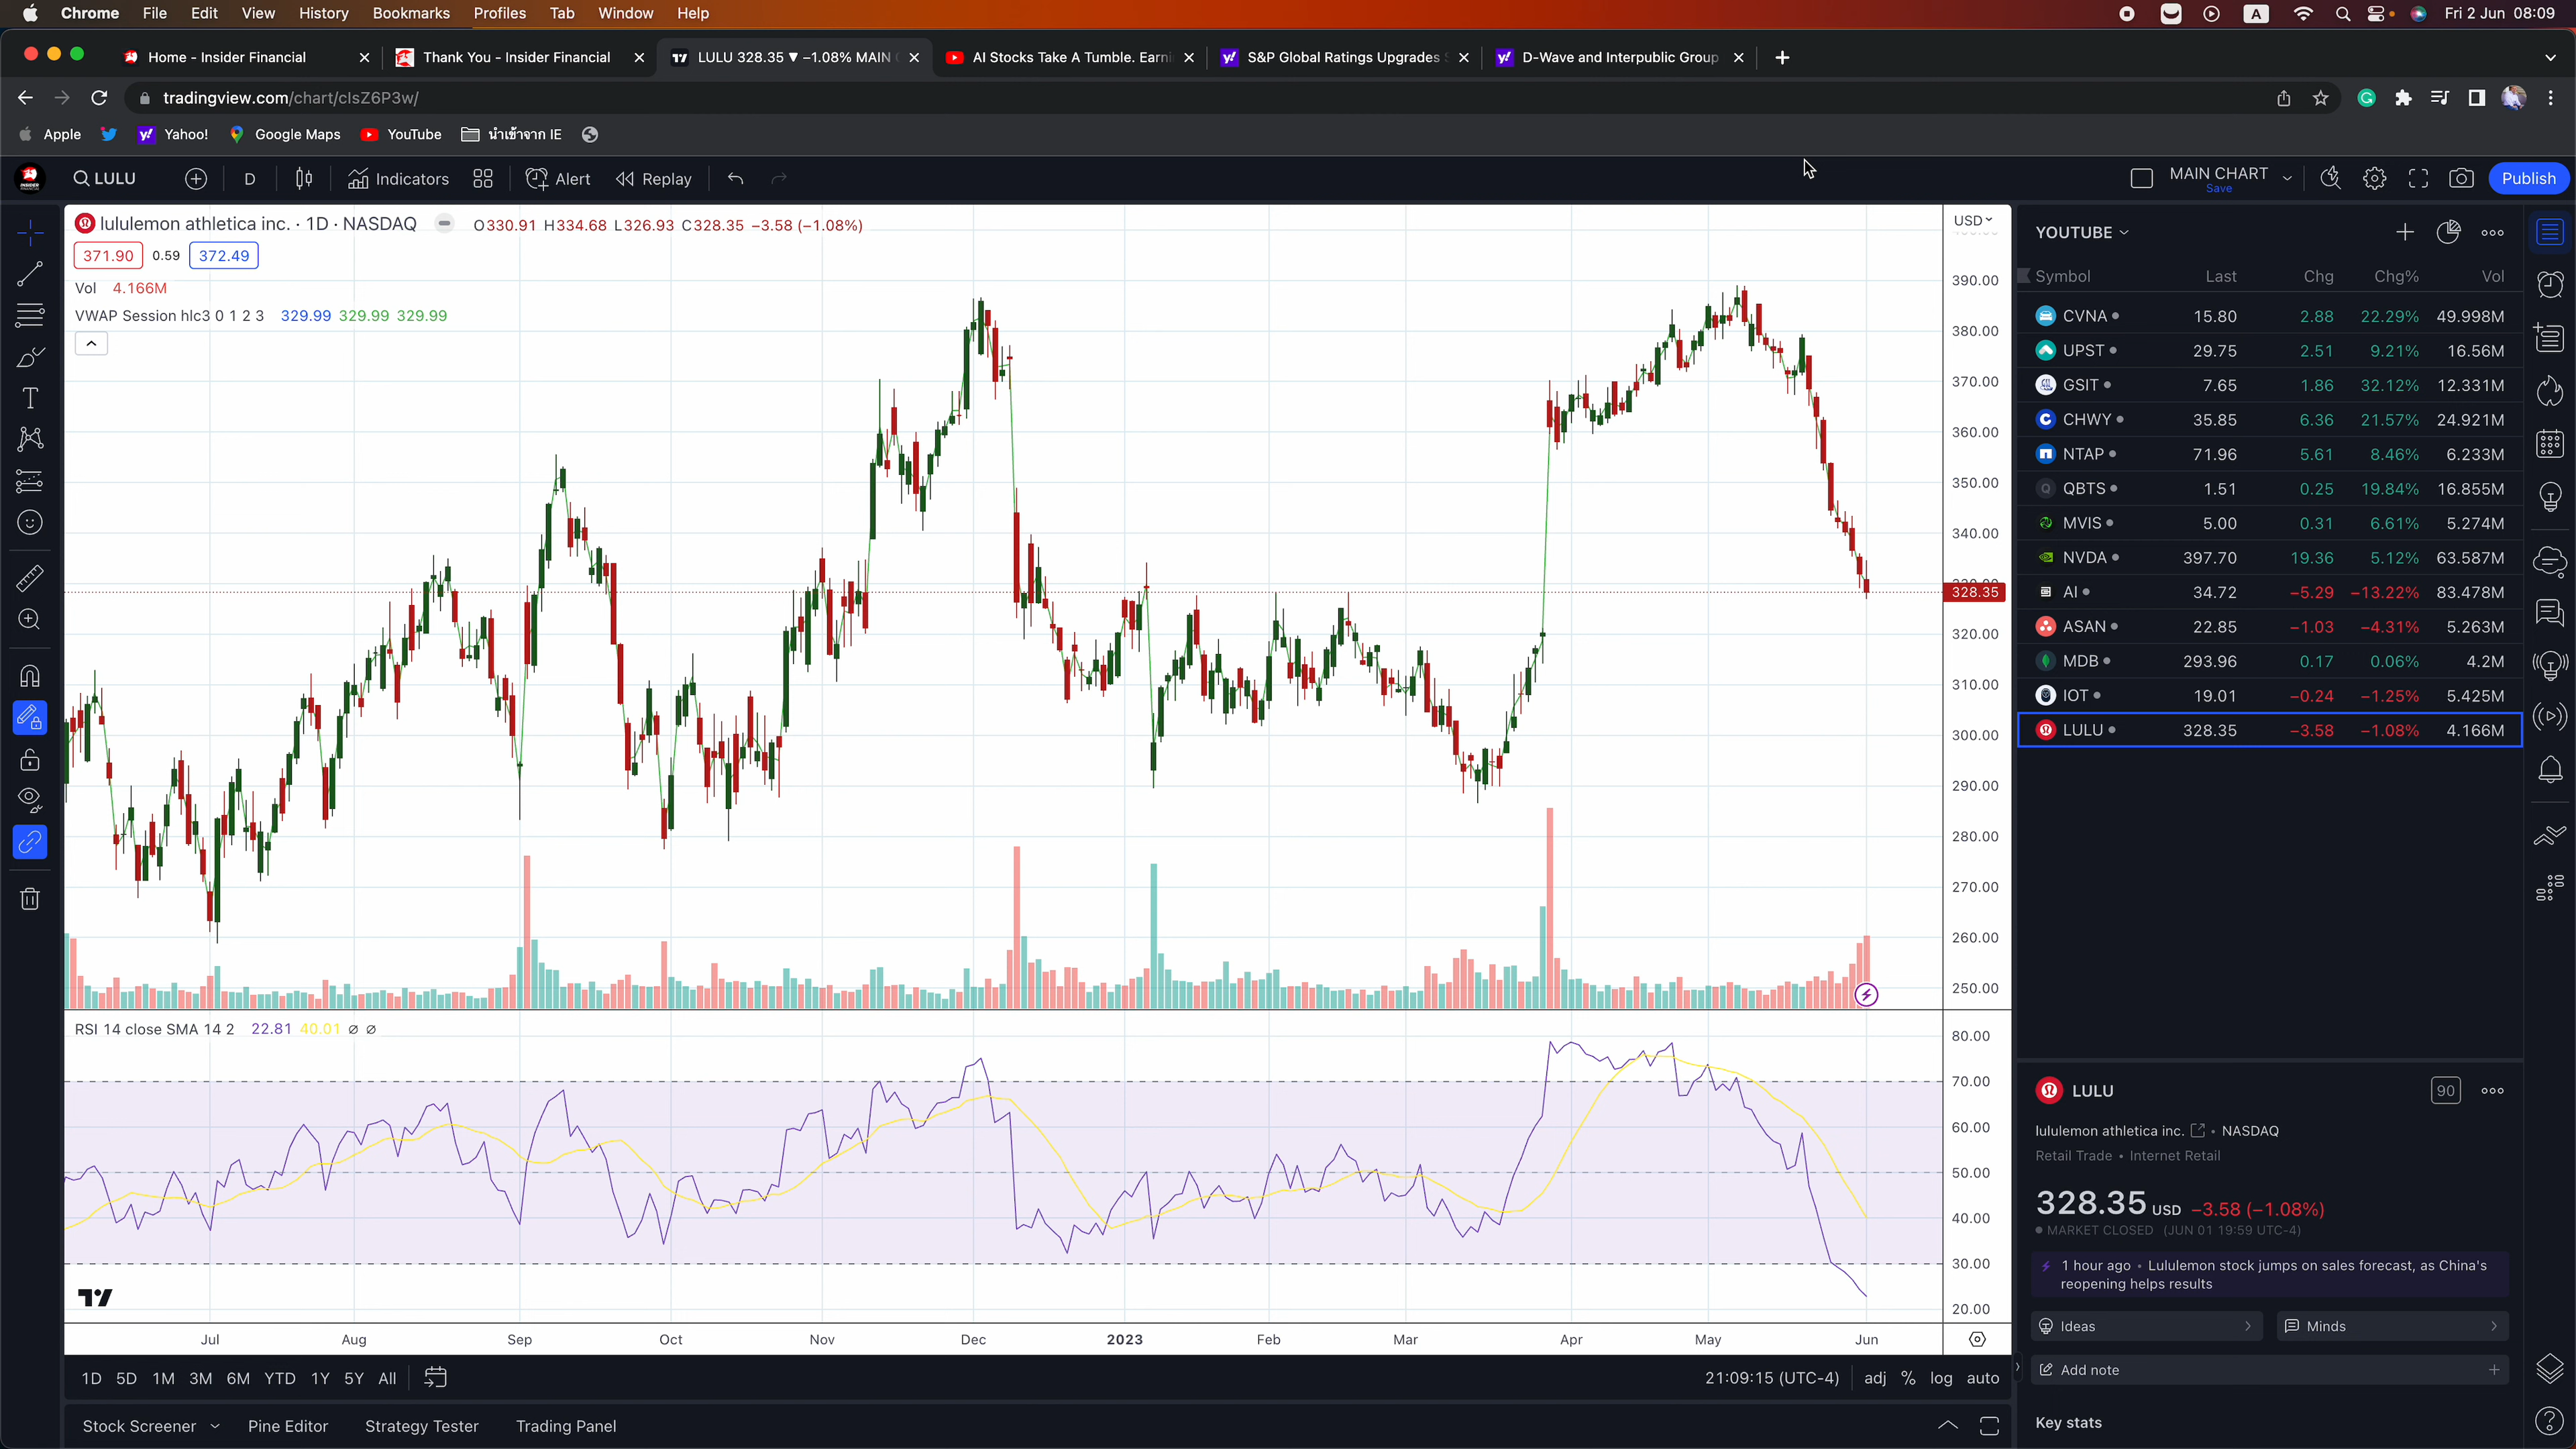 Chrome File Edit View History Bookmarks Profiles Tab Window Help A Fri 2 Jun 08:09
Home - Insider Financial Thank You - Insider Financial LULU 328.35 ▼ −1.08% MAIN AI Stocks Take A Tumble. Earni S&P Global Ratings Upgrades D-Wave and Interpublic Group
tradingview.com/chart/clsZ6P3w/
Apple Yahoo! Google Maps YouTube นำเข้าจาก IE
LULU D Indicators Alert Replay MAIN CHART Save Publish
lululemon athletica inc. · 1D · NASDAQ O330.91 H334.68 L326.93 C328.35 −3.58 (−1.08%) USD
371.90 0.59 372.49
Vol 4.166M
VWAP Session hlc3 0 1 2 3 329.99 329.99 329.99
390.00
380.00
370.00
360.00
350.00
340.00
328.35
320.00
310.00
300.00
290.00
280.00
270.00
260.00
250.00
RSI 14 close SMA 14 2 22.81 40.01 ∅ ∅
80.00
70.00
60.00
50.00
40.00
30.00
20.00
Jul Aug Sep Oct Nov Dec 2023 Feb Mar Apr May Jun
1D 5D 1M 3M 6M YTD 1Y 5Y All 21:09:15 (UTC-4) adj % log auto
Stock Screener Pine Editor Strategy Tester Trading Panel
YOUTUBE
Symbol Last Chg Chg% Vol
CVNA 15.80 2.88 22.29% 49.998M
UPST 29.75 2.51 9.21% 16.56M
GSIT 7.65 1.86 32.12% 12.331M
CHWY 35.85 6.36 21.57% 24.921M
NTAP 71.96 5.61 8.46% 6.233M
QBTS 1.51 0.25 19.84% 16.855M
MVIS 5.00 0.31 6.61% 5.274M
NVDA 397.70 19.36 5.12% 63.587M
AI 34.72 −5.29 −13.22% 83.478M
ASAN 22.85 −1.03 −4.31% 5.263M
MDB 293.96 0.17 0.06% 4.2M
IOT 19.01 −0.24 −1.25% 5.425M
LULU 328.35 −3.58 −1.08% 4.166M
LULU 90
lululemon athletica inc. • NASDAQ
Retail Trade • Internet Retail
328.35 USD −3.58 (−1.08%)
MARKET CLOSED (JUN 01 19:59 UTC-4)
1 hour ago • Lululemon stock jumps on sales forecast, as China's
reopening helps results
Ideas Minds
Add note
Key stats